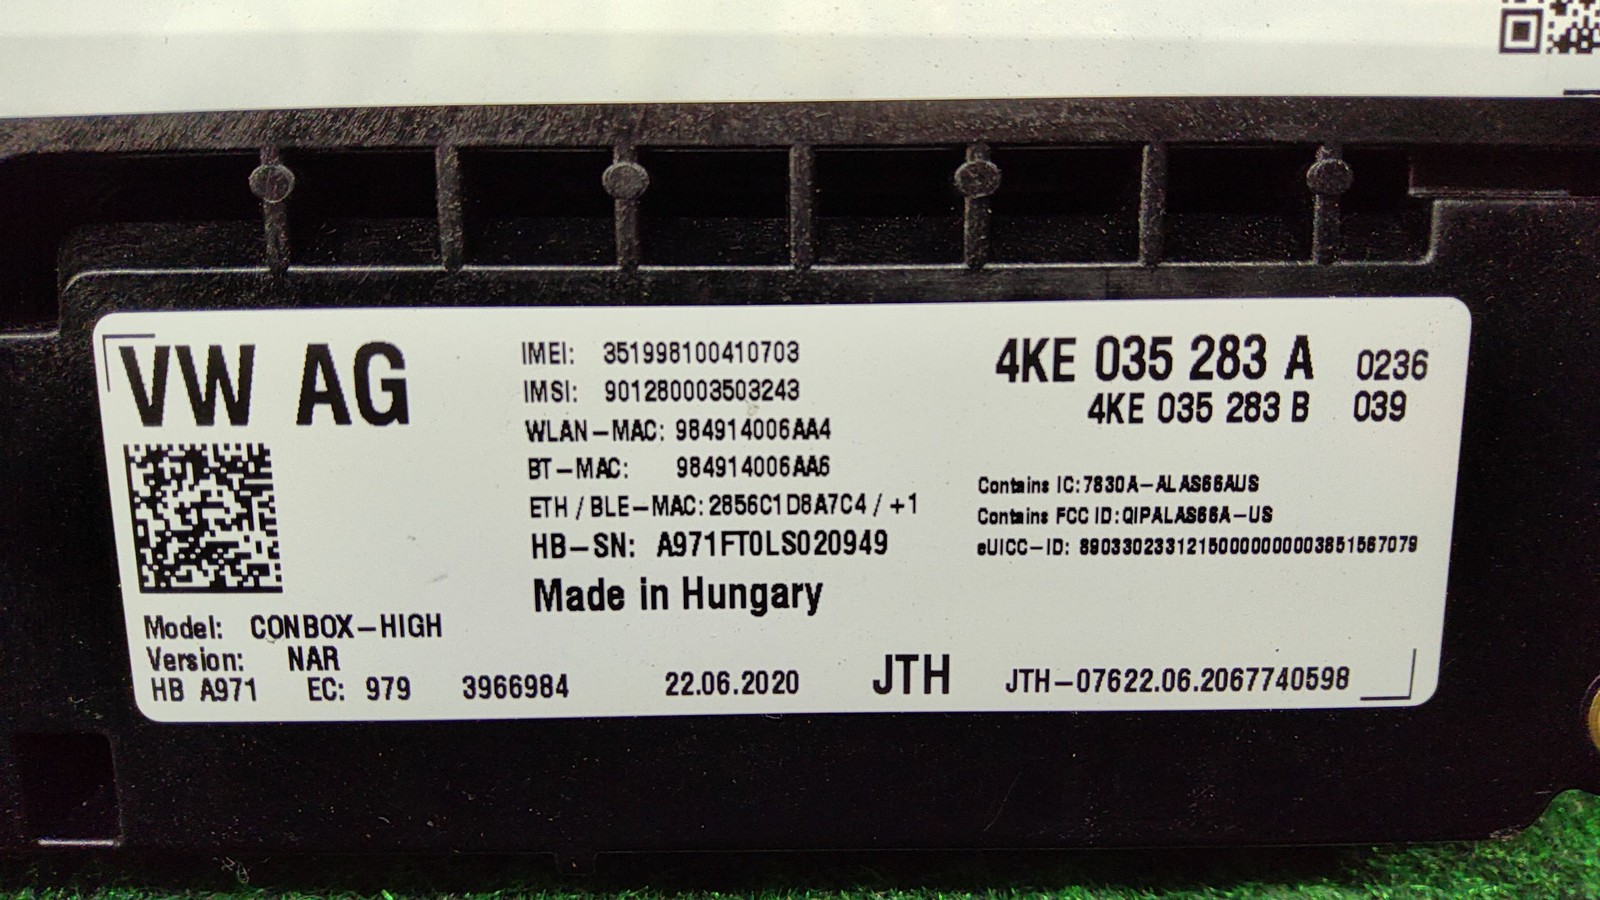 VW AG
IMEI: 351998100410703
IMSI: 901280003503243
WLAN-MAC: 984914006AA4
BT-MAC: 984914006AA6
ETH / BLE-MAC: 2856C1D8A7C4 / +1
HB-SN: A971FT0LS020949
Made in Hungary
4KE 035 283 A 0236
4KE 035 283 B 039
Contains IC: 7830A-ALAS66AUS
Contains FCC ID: QIPALAS66A-US
eUICC-ID: 89033023312150000000003851567079
Model: CONBOX-HIGH
Version: NAR
HB A971 EC: 979 3966984 22.06.2020 JTH JTH-07622.06.2067740598